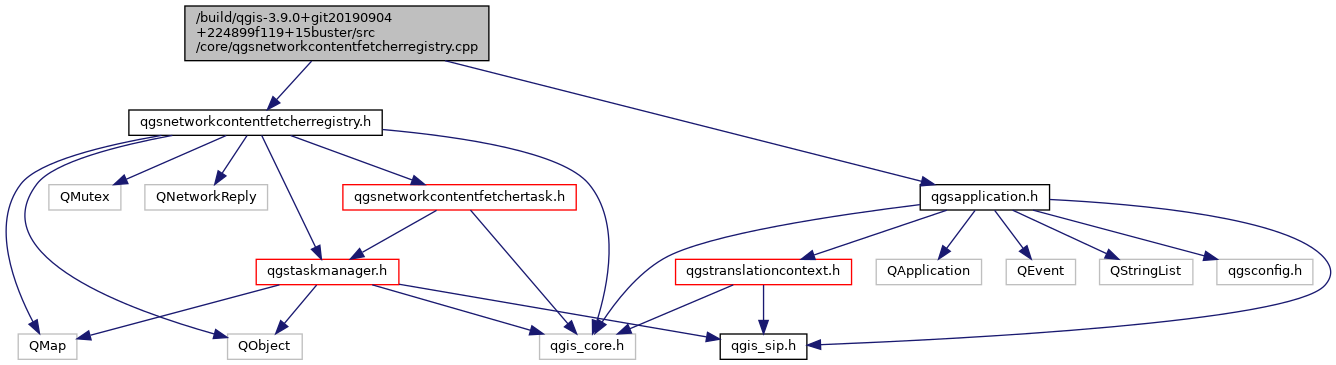 /build/qgis-3.9.0+git20190904
+224899f119+15buster/src
/core/qgsnetworkcontentfetcherregistry.cpp
qgsnetworkcontentfetcherregistry.h
QMutex
QNetworkReply
qgsnetworkcontentfetchertask.h
qgsapplication.h
qgstaskmanager.h
qgstranslationcontext.h
QApplication
QEvent
QStringList
qgsconfig.h
QMap
QObject
qgis_core.h
qgis_sip.h